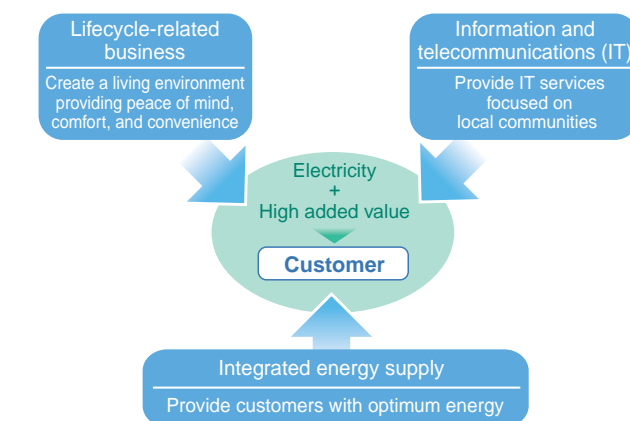 Lifecycle-related
business
Create a living environment
providing peace of mind,
comfort, and convenience
Information and
telecommunications (IT)
Provide IT services
focused on
local communities
Electricity
+
High added value
Customer
Integrated energy supply
Provide customers with optimum energy